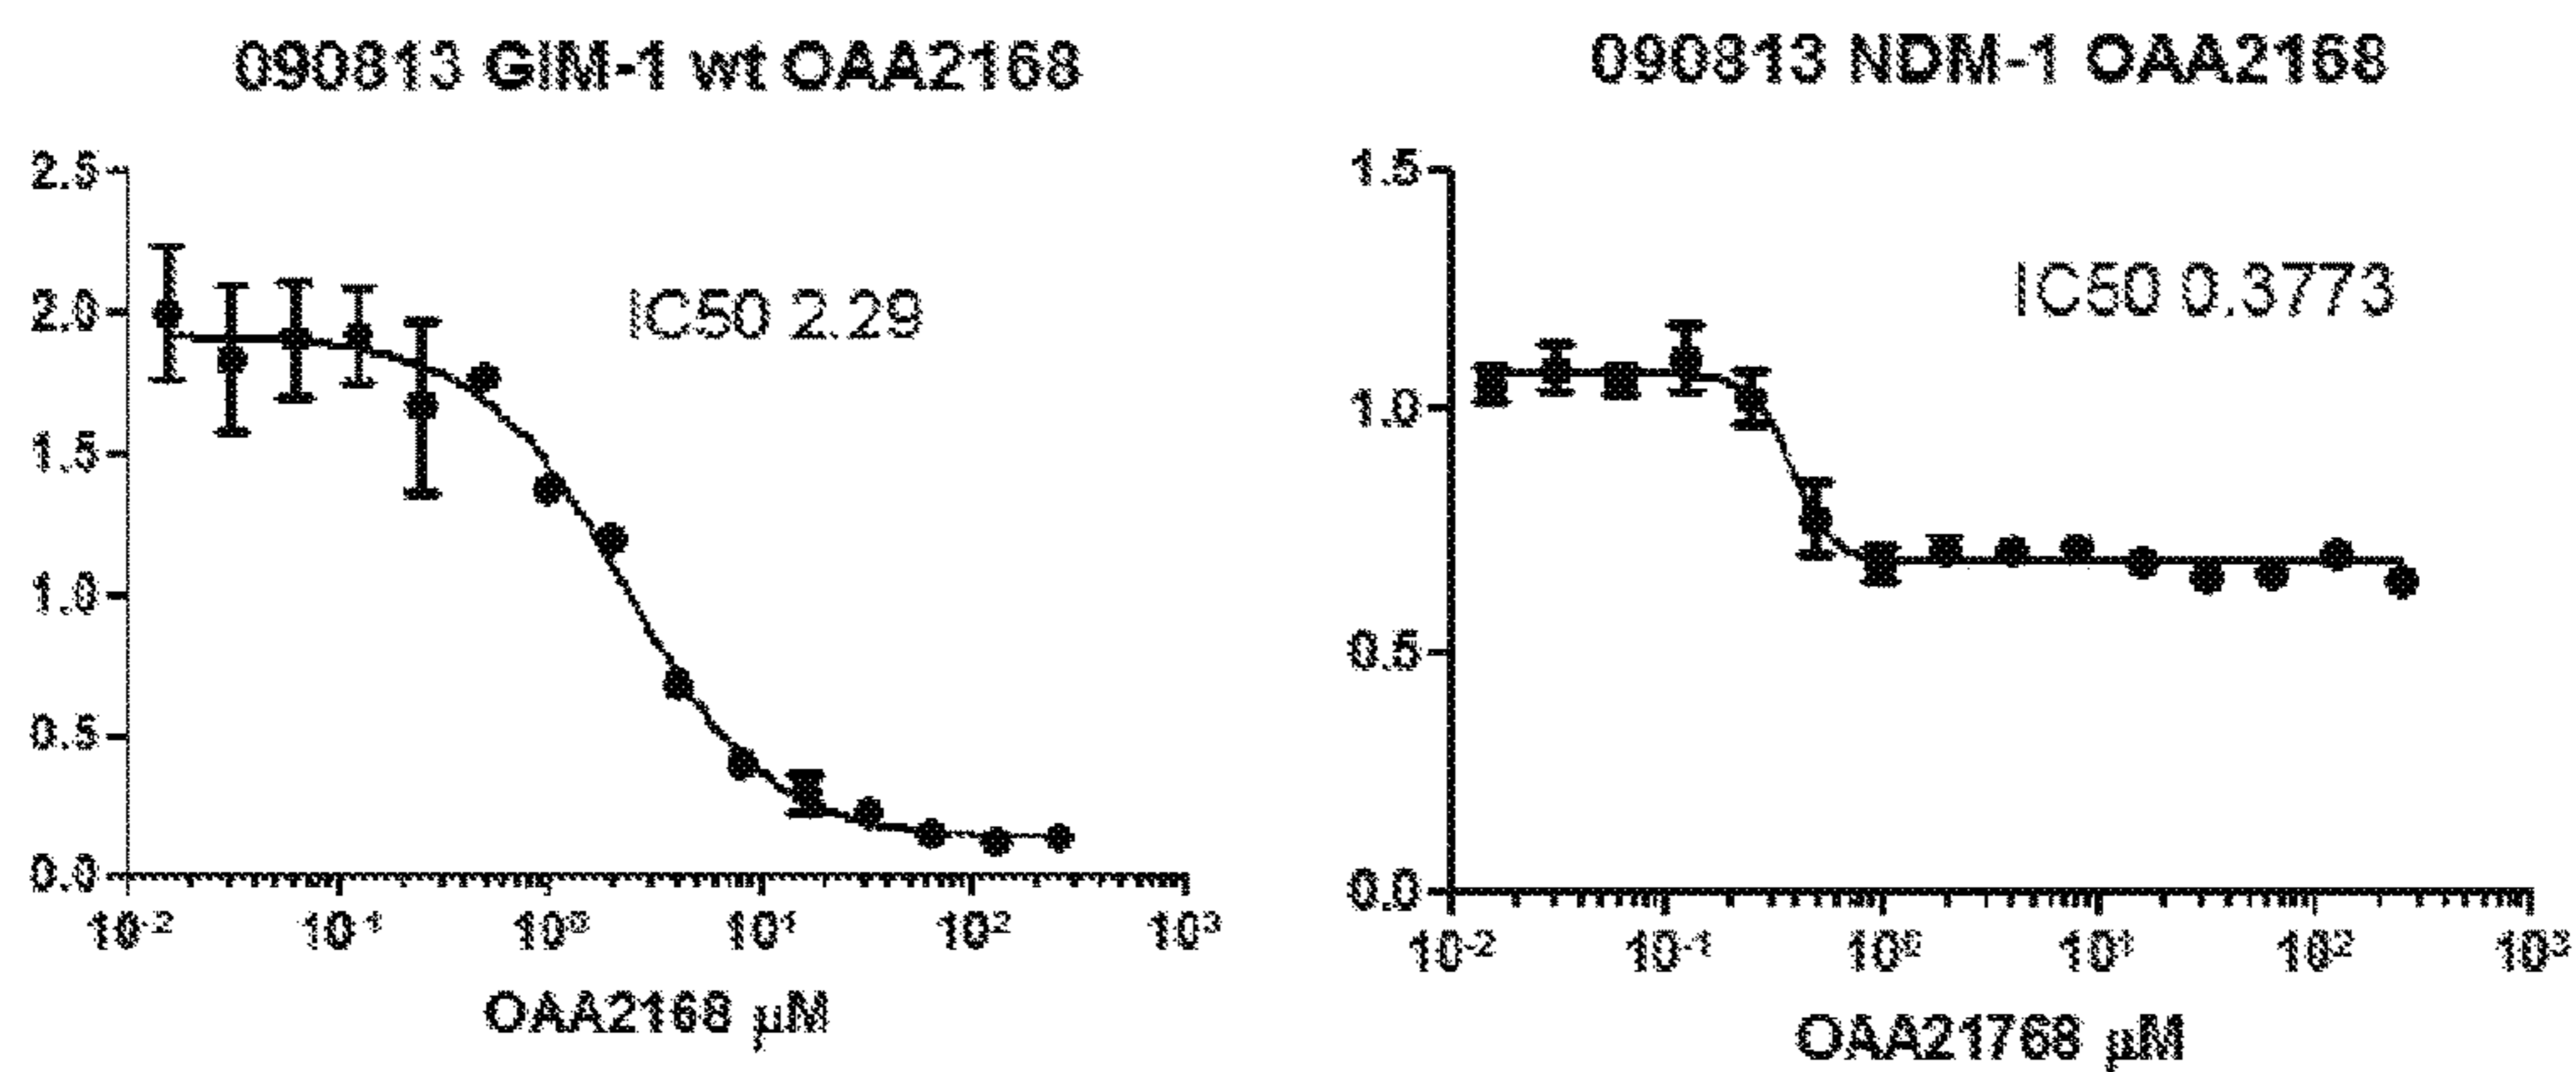 090813 GIM-1 wt OAA2168
2.5
2.0
1.5
1.0
0.5
0.0
IC50 2.29
10-2 10-1 100 101 102 103
OAA2168 µM
090813 NDM-1 OAA2168
1.5
1.0
0.5
0.0
IC50 0.3773
10-2 10-1 100 101 102 103
OAA21768 µM